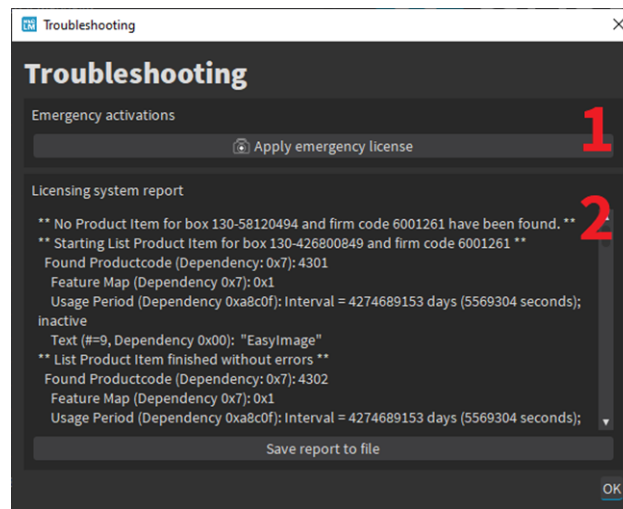 Troubleshooting
Troubleshooting
Emergency activations
1
Apply emergency license
Licensing system report
2
** No Product Item for box 130-58120494 and firm code 6001261 have been found. **
** Starting List Product Item for box 130-426800849 and firm code 6001261 **
Found Productcode (Dependency: 0x7): 4301
Feature Map (Dependency 0x7): 0x1
Usage Period (Dependency 0xa8c0f): Interval = 4274689153 days (5569304 seconds);
inactive
Text (#=9, Dependency 0x00): "EasyImage"
** List Product Item finished without errors **
Found Productcode (Dependency: 0x7): 4302
Feature Map (Dependency 0x7): 0x1
Usage Period (Dependency 0xa8c0f): Interval = 4274689153 days (5569304 seconds);
Save report to file
OK